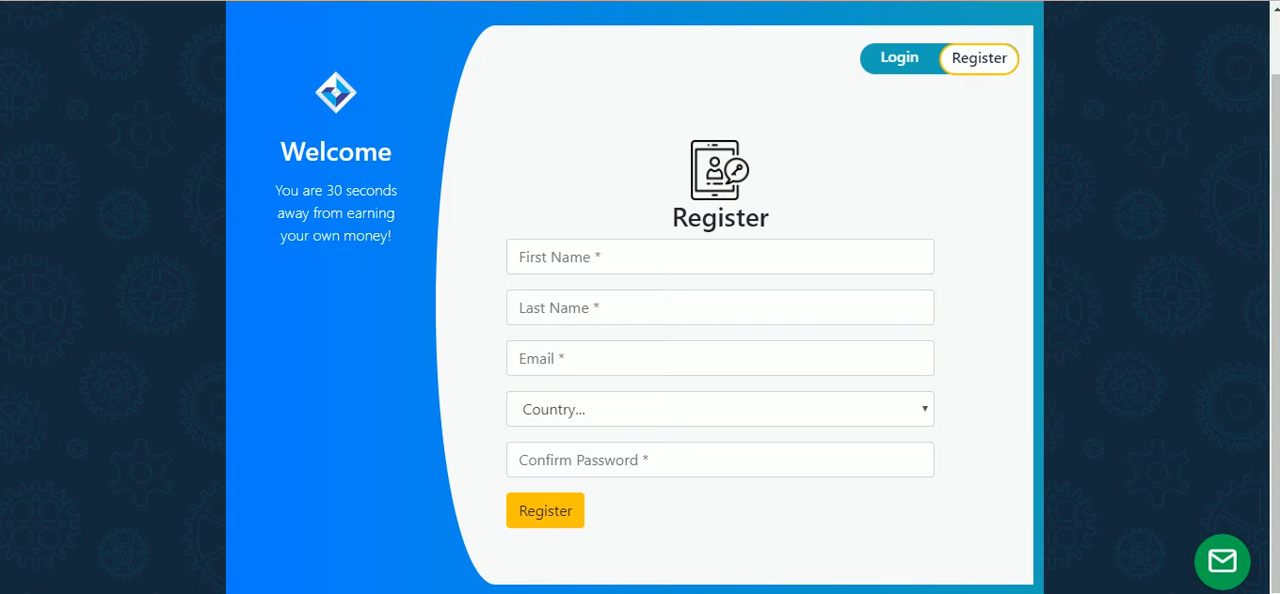 Login
Register
Welcome
You are 30 seconds
away from earning
your own money!
Register
First Name *
Last Name *
Email *
Country...
Confirm Password *
Register